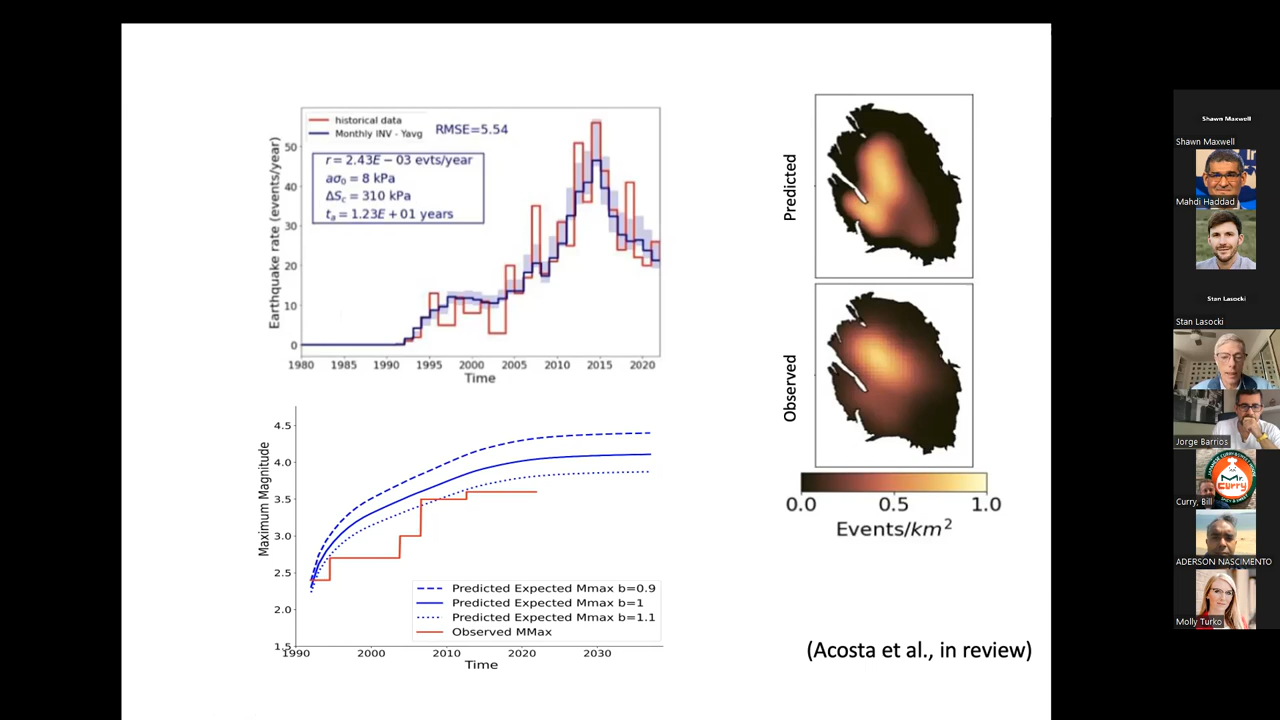 historical data
Monthly INV - Yavg
RMSE=5.54
r = 2.43E − 03 evts/year
aσ₀ = 8 kPa
ΔS꜀ = 310 kPa
tₐ = 1.23E + 01 years
Earthquake rate (events/year)
50
40
30
20
10
0
1980 1985 1990 1995 2000 2005 2010 2015 2020
Time
Maximum Magnitude
4.5
4.0
3.5
3.0
2.5
2.0
1.5
Predicted Expected Mmax b=0.9
Predicted Expected Mmax b=1
Predicted Expected Mmax b=1.1
Observed MMax
1990 2000 2010 2020 2030
Time
Predicted
Observed
0.0 0.5 1.0
Events/km²
(Acosta et al., in review)
Shawn Maxwell
Shawn Maxwell
Mahdi Haddad
Stan Lasocki
Stan Lasocki
Jorge Barrios
Mr.
Curry
Curry, Bill
ADERSON NASCIMENTO
Molly Turko